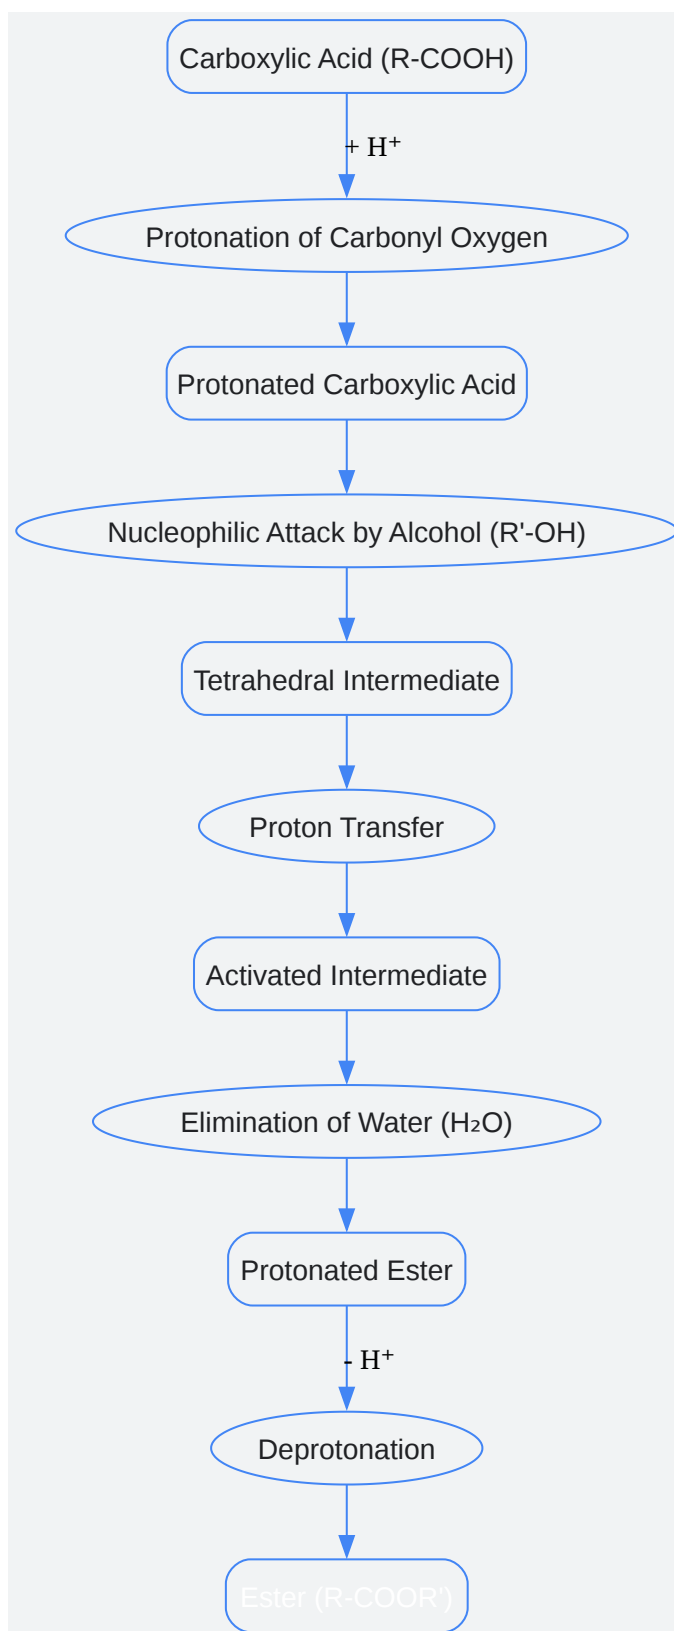 Carboxylic Acid (R-COOH)
+ H⁺
Protonation of Carbonyl Oxygen
Protonated Carboxylic Acid
Nucleophilic Attack by Alcohol (R'-OH)
Tetrahedral Intermediate
Proton Transfer
Activated Intermediate
Elimination of Water (H₂O)
Protonated Ester
- H⁺
Deprotonation
Ester (R-COOR')